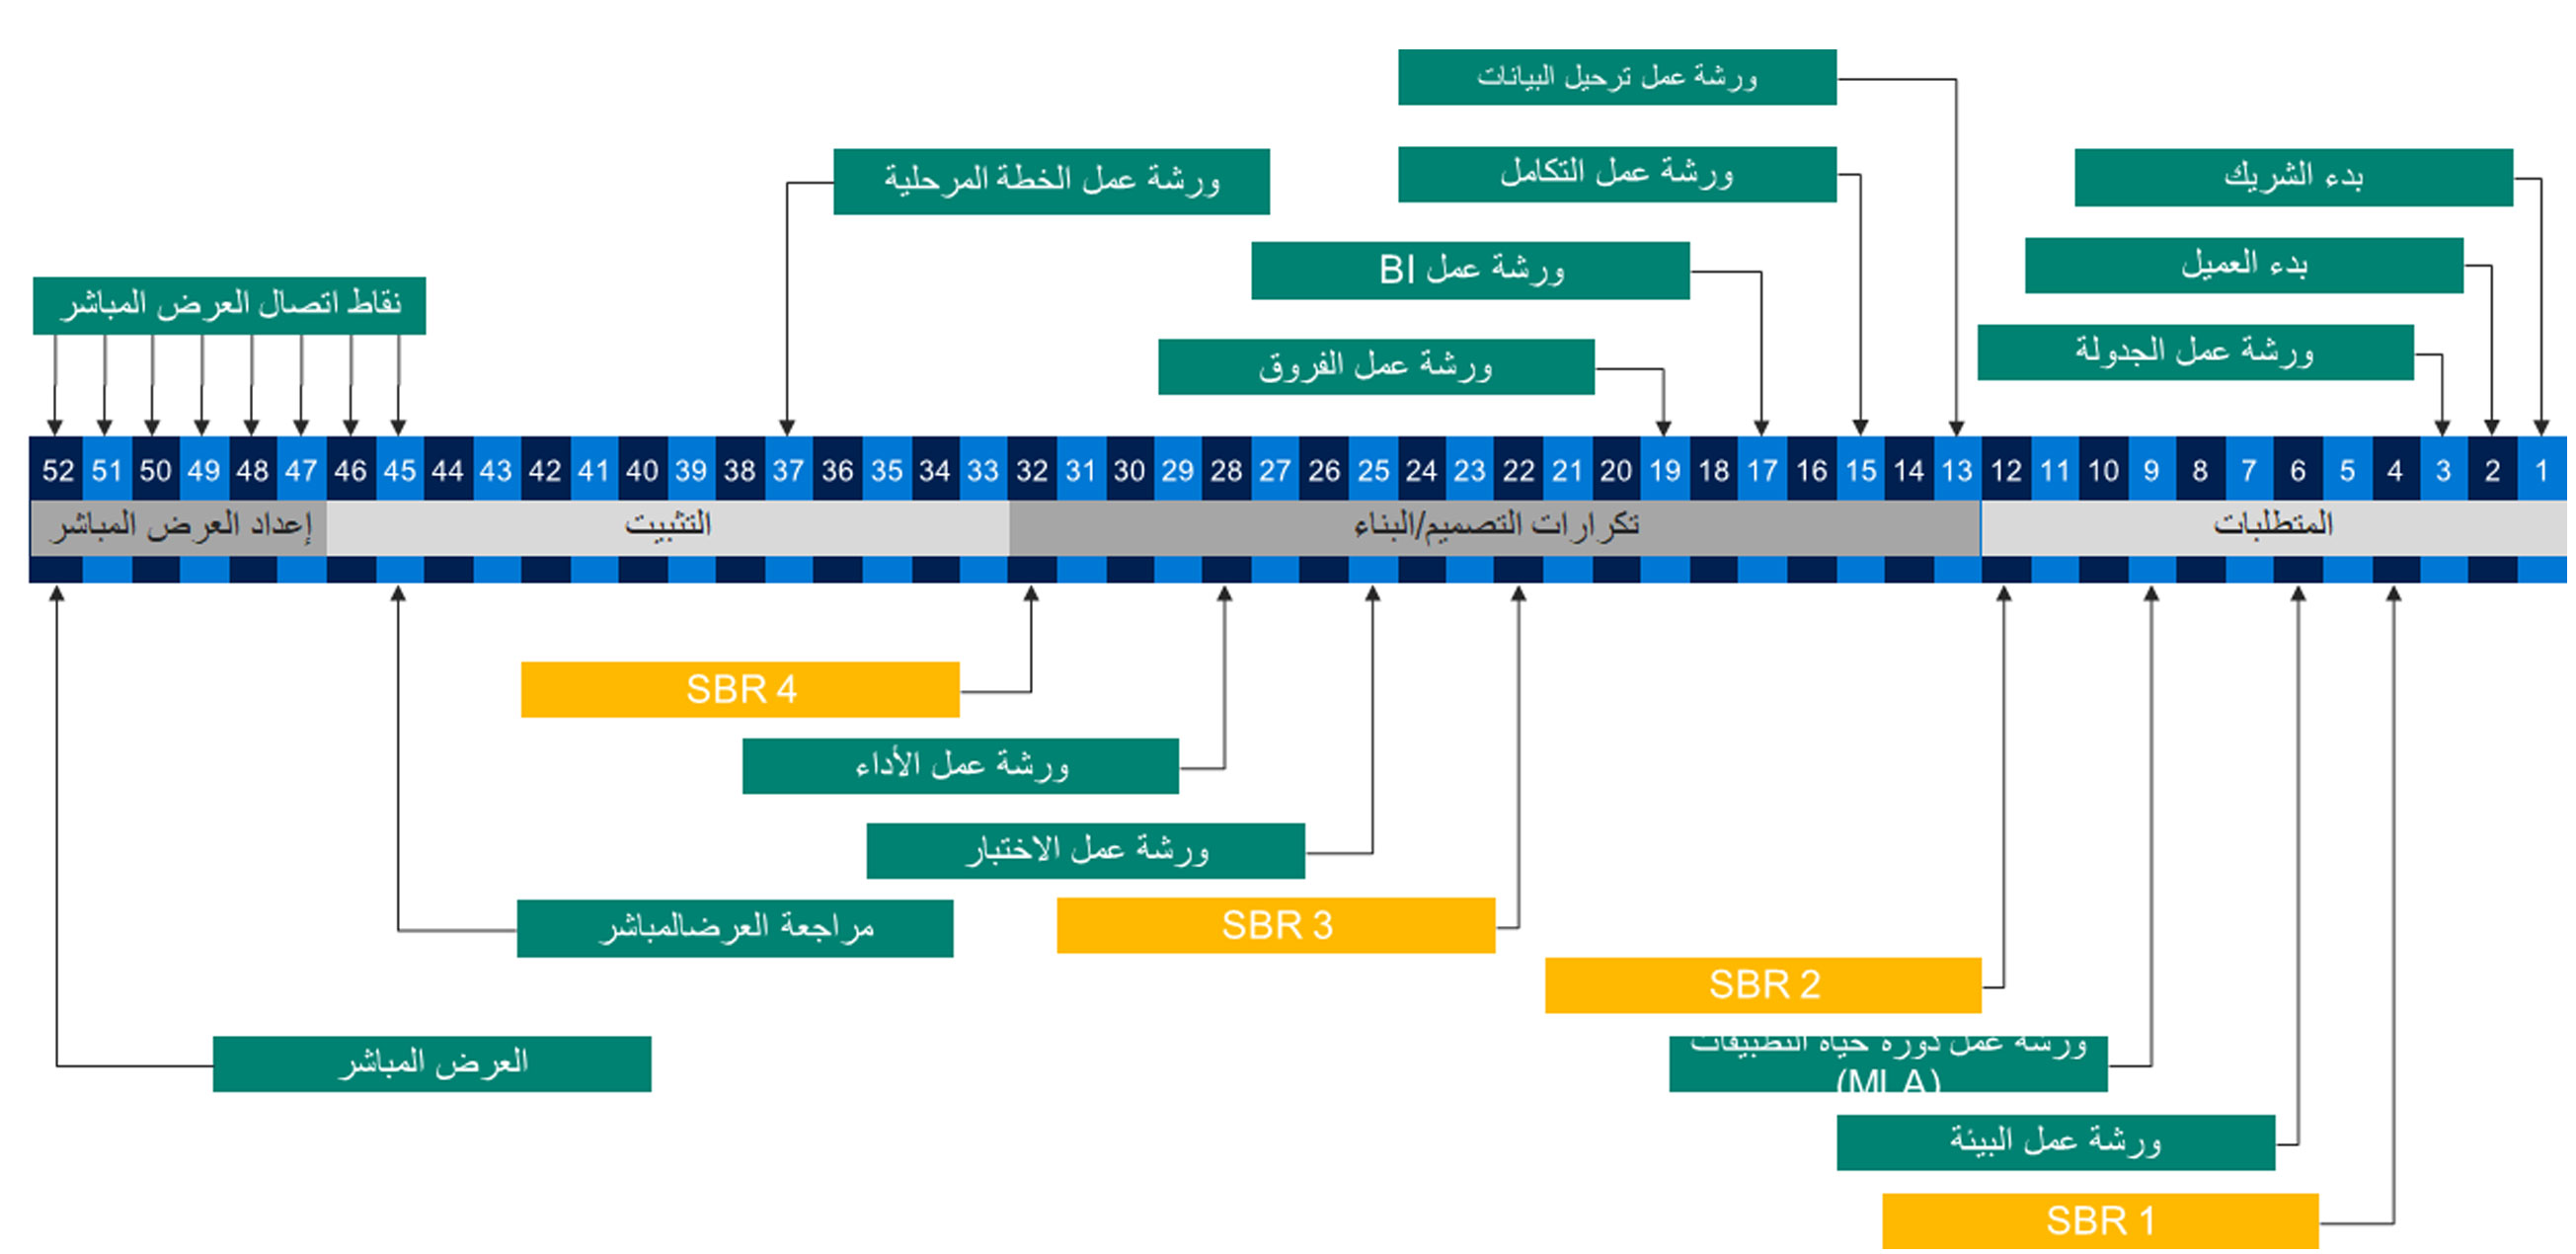 ورشة عمل ترحيل البيانات
ورشة عمل الخطة المرحلية
ورشة عمل التكامل
بدء الشريك
ورشة عمل BI
بدء العميل
نقاط اتصال العرض المباشر
ورشة عمل الفروق
ورشة عمل الجدولة
52 51 50 49 48 47 46 45 44 43 42 41 40 39 38 37 36 35 34 33 32 31 30 29 28 27 26 25 24 23 22 21 20 19 18 17 16 15 14 13 12 11 10 9 8 7 6 5 4 3 2 1
المتطلبات
تكرارات التصميم/البناء
التثبيت
إعداد العرض المباشر
SBR 4
ورشة عمل الأداء
ورشة عمل الاختبار
مراجعة العرضالمباشر
SBR 3
SBR 2
العرض المباشر
ورشة عمل دورة حياة التطبيقات
(MLA)
ورشة عمل البيئة
SBR 1